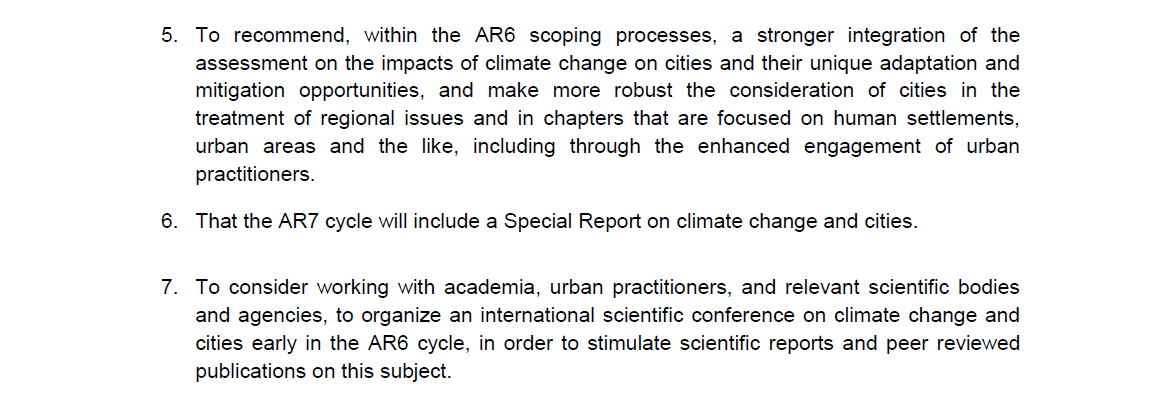 5. To recommend, within the AR6 scoping processes, a stronger integration of the
assessment on the impacts of climate change on cities and their unique adaptation and
mitigation opportunities, and make more robust the consideration of cities in the
treatment of regional issues and in chapters that are focused on human settlements,
urban areas and the like, including through the enhanced engagement of urban
practitioners.
6. That the AR7 cycle will include a Special Report on climate change and cities.
7. To consider working with academia, urban practitioners, and relevant scientific bodies
and agencies, to organize an international scientific conference on climate change and
cities early in the AR6 cycle, in order to stimulate scientific reports and peer reviewed
publications on this subject.